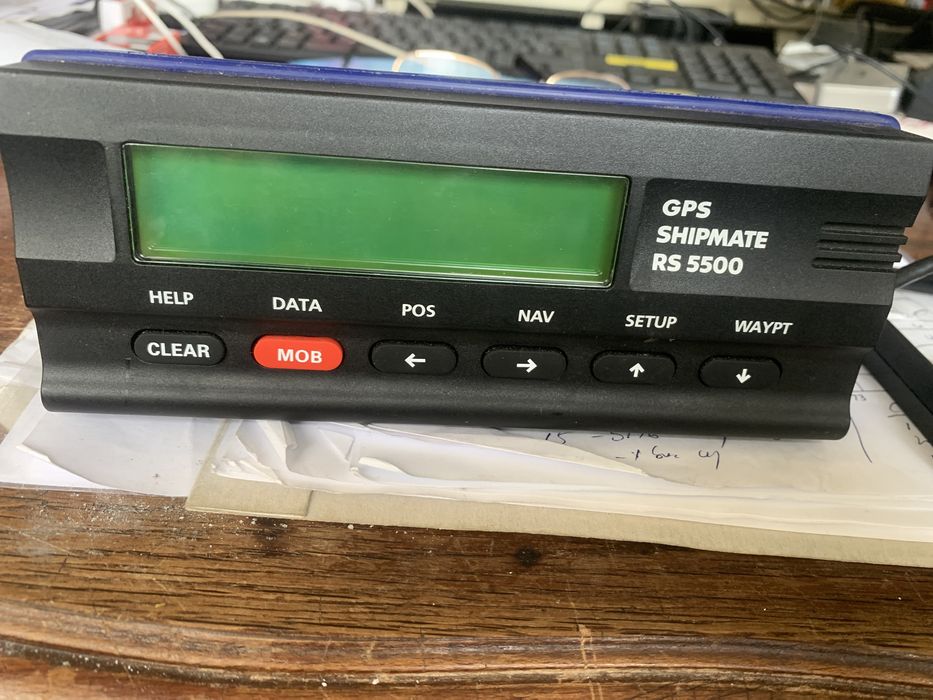 GPS
SHIPMATE
RS 5500
HELP DATA POS NAV SETUP WAYPT
CLEAR MOB ← → ↑ ↓